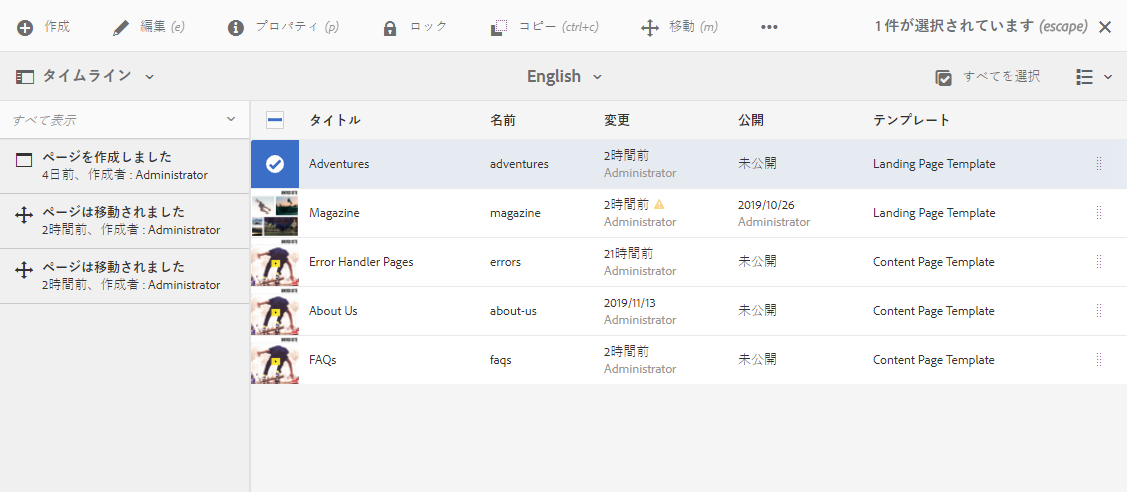 作成 編集 (e) プロパティ (p) ロック コピー (ctrl+c) 移動 (m) 1 件が選択されています (escape)
タイムライン English すべてを選択
すべて表示
ページを作成しました
4日前、作成者 : Administrator
ページは移動されました
2時間前、作成者 : Administrator
ページは移動されました
2時間前、作成者 : Administrator
タイトル 名前 変更 公開 テンプレート
Adventures adventures 2時間前 未公開 Landing Page Template
Administrator
Magazine magazine 2時間前 2019/10/26 Landing Page Template
Administrator Administrator
Error Handler Pages errors 21時間前 未公開 Content Page Template
Administrator
About Us about-us 2019/11/13 未公開 Content Page Template
Administrator
FAQs faqs 2時間前 未公開 Content Page Template
Administrator